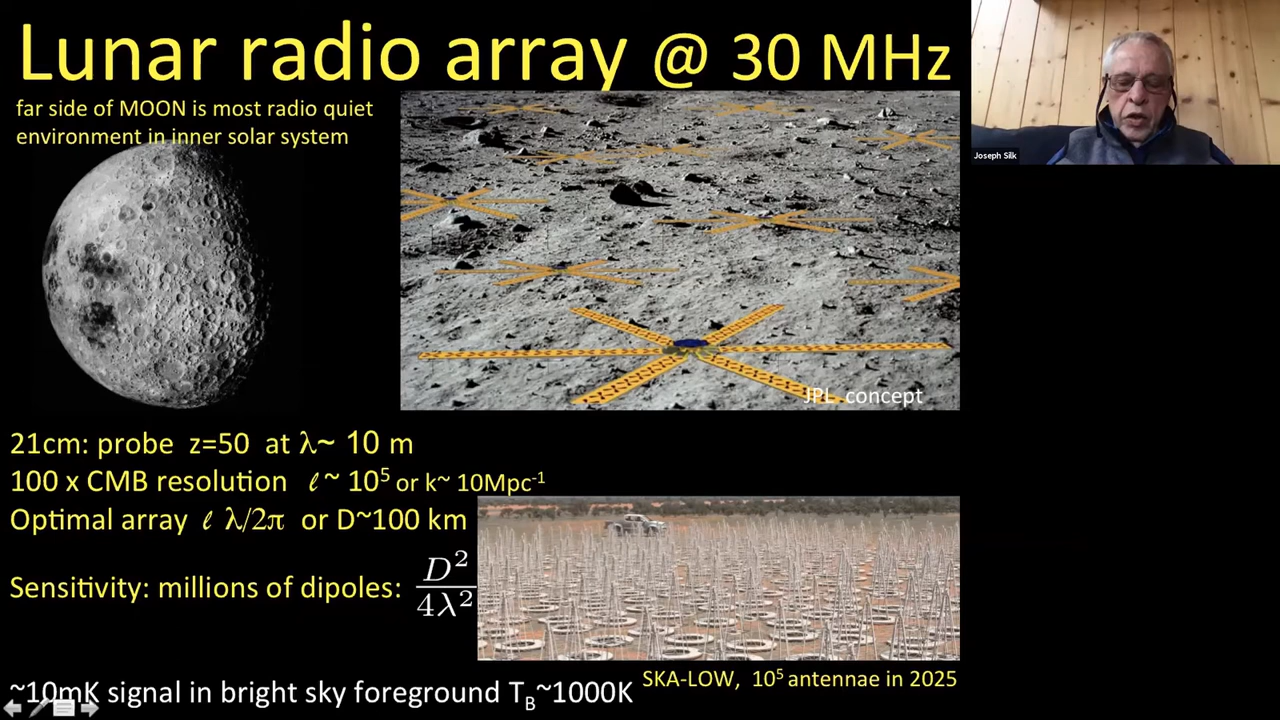 Lunar radio array @ 30 MHz
far side of MOON is most radio quiet
environment in inner solar system
Joseph Silk
JPL concept
21cm: probe z=50 at λ~ 10 m
100 x CMB resolution ℓ ~ 10⁵ or k~ 10Mpc⁻¹
Optimal array ℓ λ/2π or D~100 km
Sensitivity: millions of dipoles: D²/4λ²
SKA-LOW, 10⁵ antennae in 2025
~10mK signal in bright sky foreground T_B~1000K